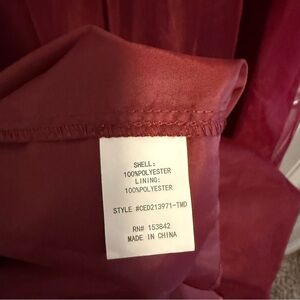 SHELL:
100%POLYESTER
LINING:
100%POLYESTER
STYLE #CED213971-TMD
RN# 153842
MADE IN CHINA